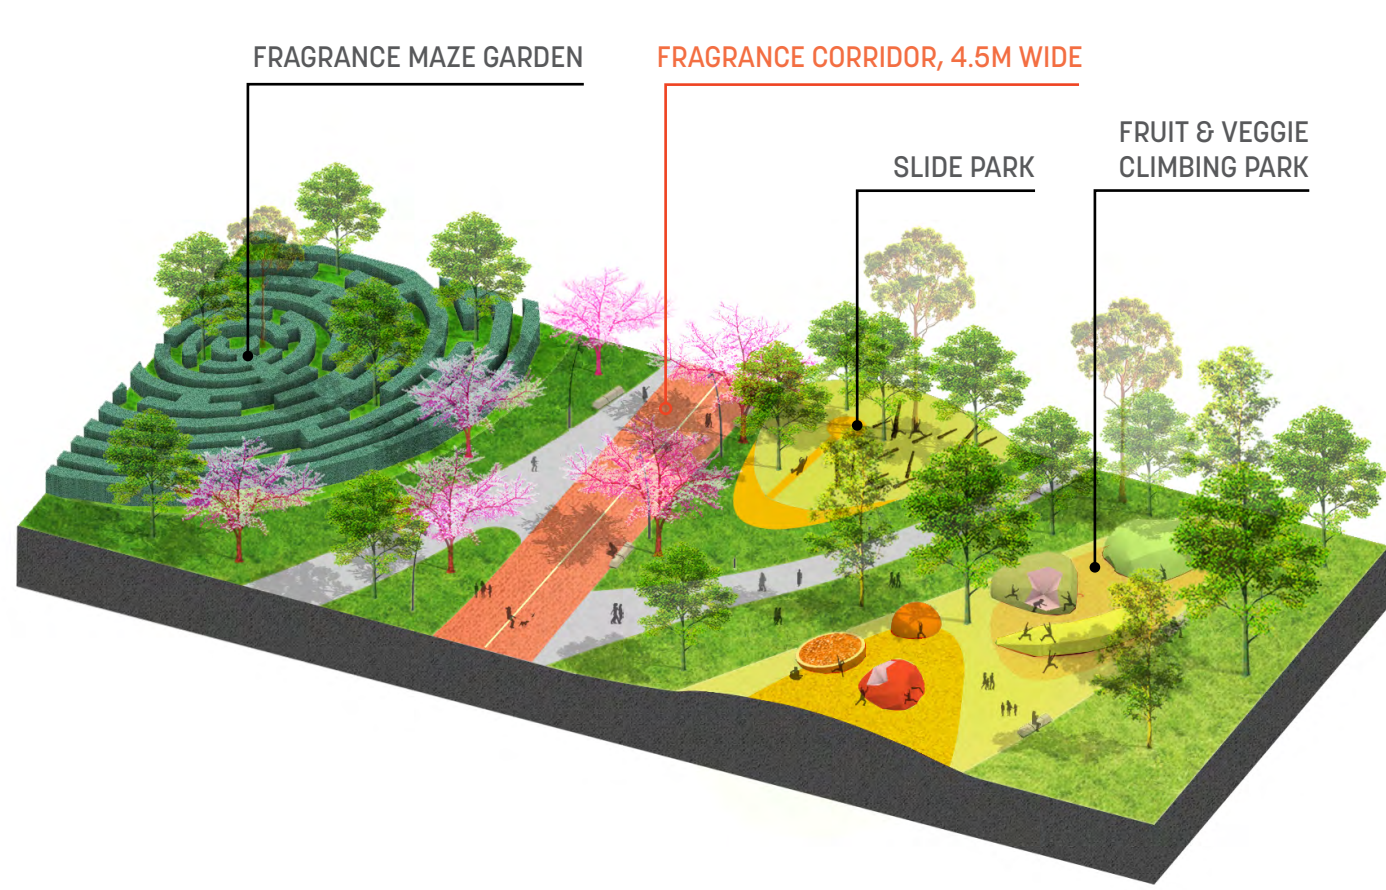 FRAGRANCE MAZE GARDEN
FRAGRANCE CORRIDOR, 4.5M WIDE
SLIDE PARK
FRUIT & VEGGIE
CLIMBING PARK